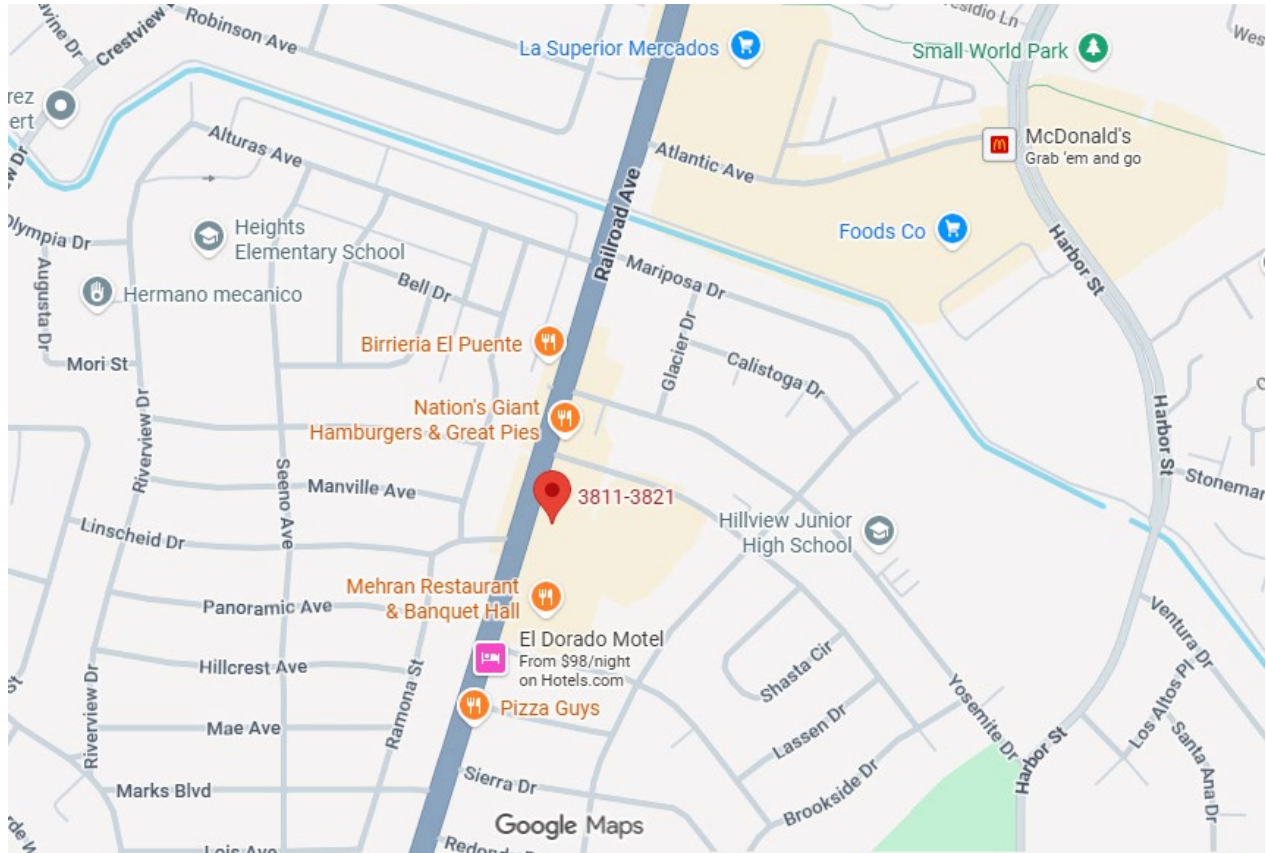 Robinson Ave
Crestview
La Superior Mercados
Small World Park
McDonald's
Grab 'em and go
Alturas Ave
Atlantic Ave
Railroad Ave
Heights
Elementary School
Foods Co
Harbor St
Olympia Dr
Augusta Dr
Hermano mecanico
Bell Dr
Mariposa Dr
Glacier Dr
Calistoga Dr
Birrieria El Puente
Mori St
Riverview Dr
Nation's Giant
Hamburgers & Great Pies
Harbor St
Seeno Ave
Manville Ave
3811-3821
Linscheid Dr
Hillview Junior
High School
Mehran Restaurant
& Banquet Hall
Panoramic Ave
El Dorado Motel
From $98/night
on Hotels.com
Hillcrest Ave
Ramona St
Pizza Guys
Riverview Dr
Mae Ave
Shasta Cir
Yosemite Dr
Ventura Dr
Los Altos Pl
Santa Ana Dr
Lassen Dr
Brookside Dr
Harbor St
Sierra Dr
Marks Blvd
Google Maps
Lois Ave